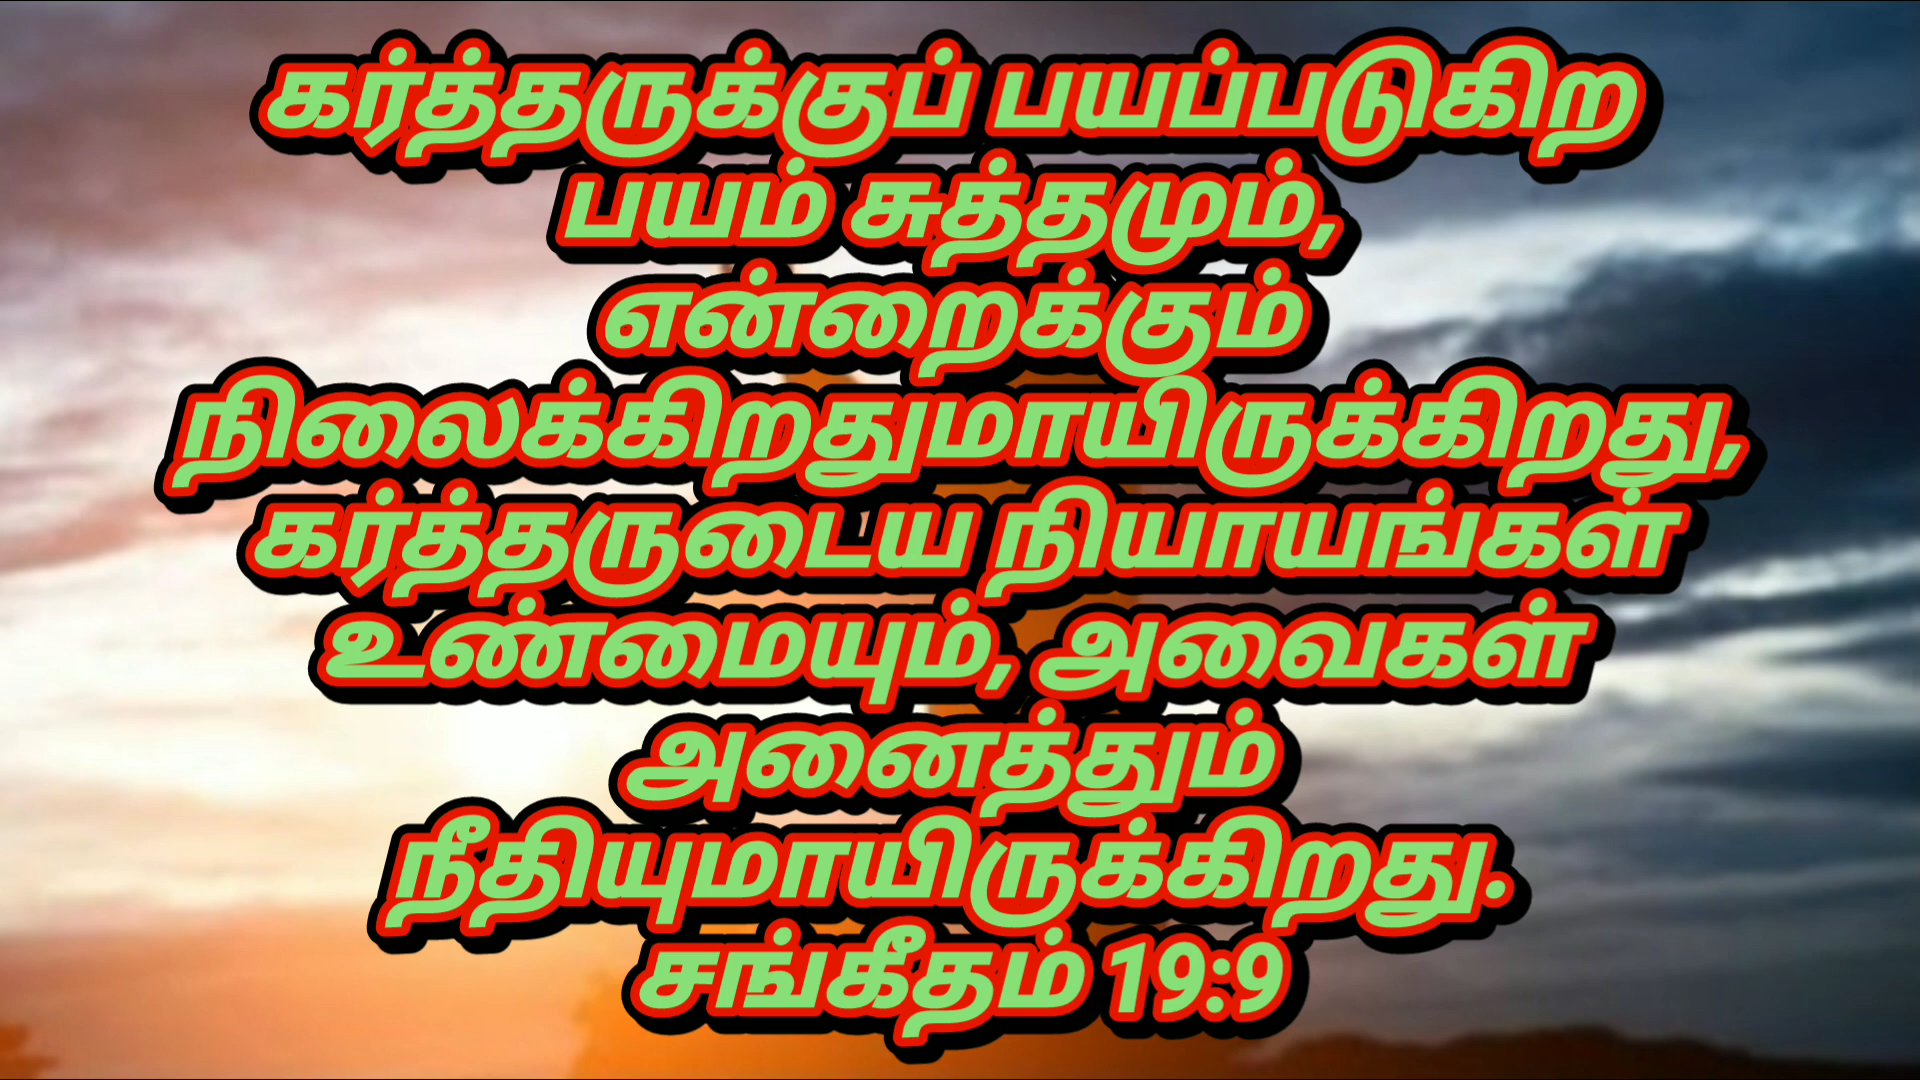 கர்த்தருக்குப் பயப்படுகிற
பயம் சுத்தமும்,
என்றைக்கும்
நிலைக்கிறதுமாயிருக்கிறது,
கர்த்தருடைய நியாயங்கள்
உண்மையும், அவைகள்
அனைத்தும்
நீதியுமாயிருக்கிறது.
சங்கீதம் 19:9